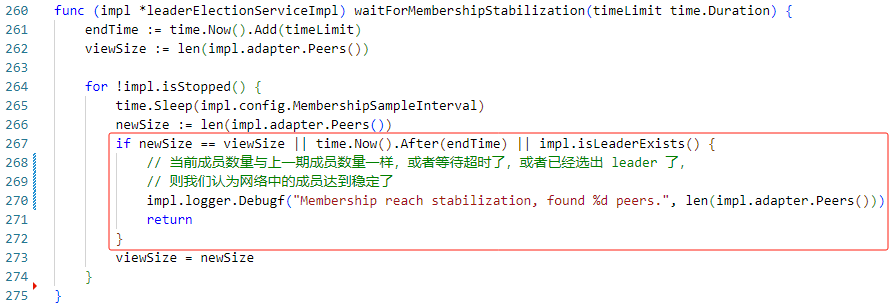 260 func (impl *leaderElectionServiceImpl) waitForMembershipStabilization(timeLimit time.Duration) {
261     endTime := time.Now().Add(timeLimit)
262     viewSize := len(impl.adapter.Peers())
263
264     for !impl.isStopped() {
265         time.Sleep(impl.config.MembershipSampleInterval)
266         newSize := len(impl.adapter.Peers())
267         if newSize == viewSize || time.Now().After(endTime) || impl.isLeaderExists() {
268             // 当前成员数量与上一期成员数量一样，或者等待超时了，或者已经选出 leader 了，
269             // 则我们认为网络中的成员达到稳定了
270             impl.logger.Debugf("Membership reach stabilization, found %d peers.", len(impl.adapter.Peers()))
271             return
272         }
273         viewSize = newSize
274     }
275 }